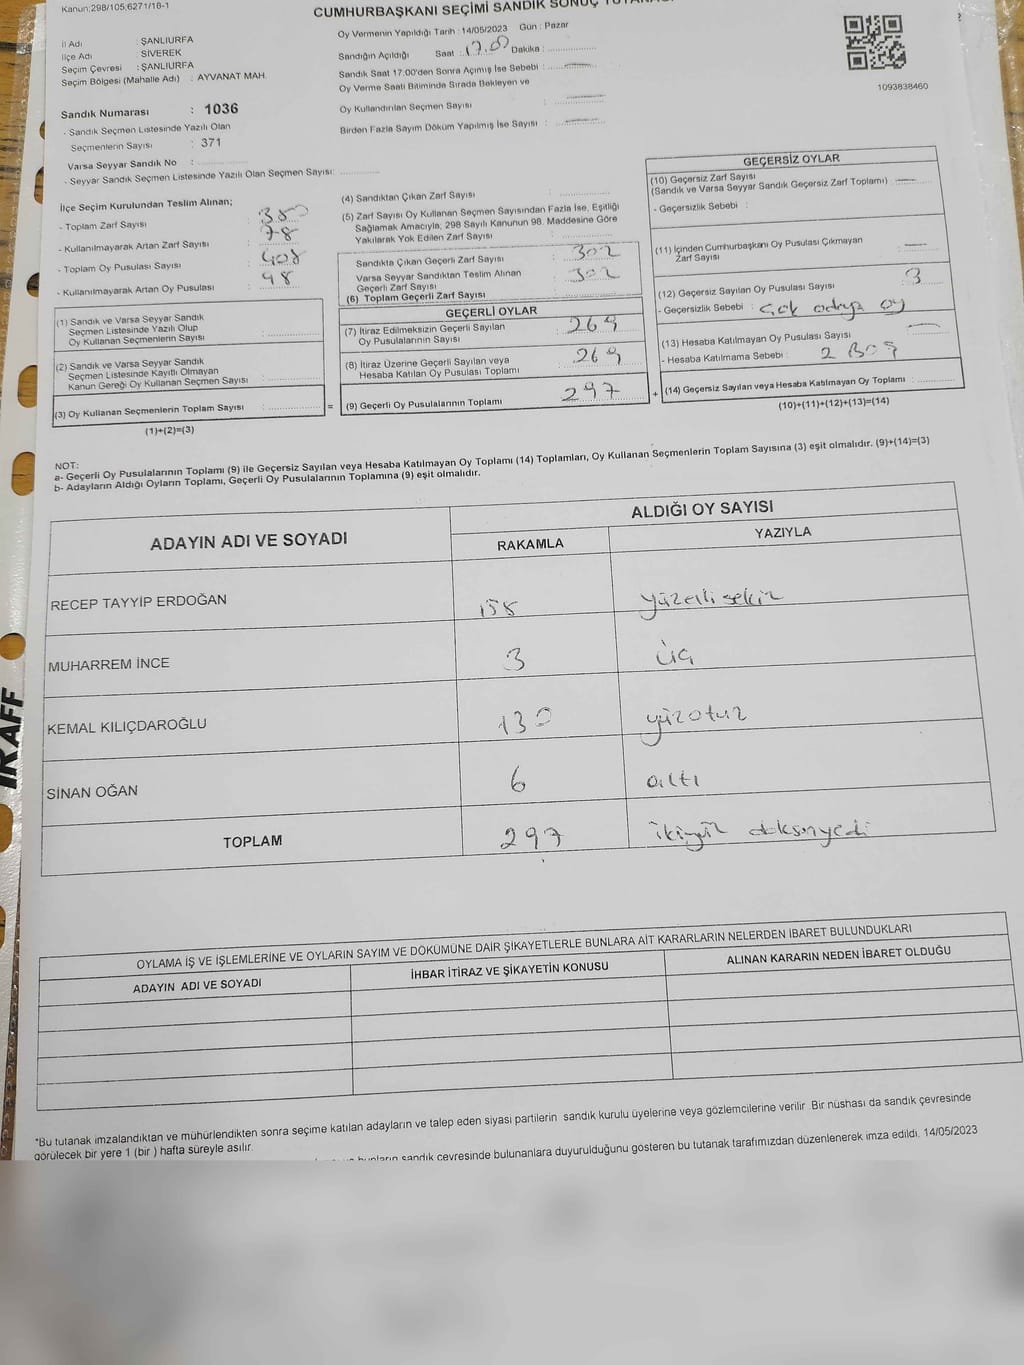 Kanun:298/105,6271/18-1
CUMHURBAŞKANI SEÇİMİ SANDIK SONUÇ TUTANAĞI
İl Adı : ŞANLIURFA
İlçe Adı : SİVEREK
Seçim Çevresi : ŞANLIURFA
Seçim Bölgesi (Mahalle Adı) : AYVANAT MAH.
Oy Vermenin Yapıldığı Tarih : 14/05/2023 Gün : Pazar
Sandığın Açıldığı Saat : 17.00 Dakika :
Sandık Saat 17:00'den Sonra Açımış İse Sebebi :
Oy Verme Saati Bitiminde Sırada Bekleyen ve
Oy Kullandırılan Seçmen Sayısı :
Birden Fazla Sayım Döküm Yapılmış İse Sayısı :
1093838460
Sandık Numarası : 1036
- Sandık Seçmen Listesinde Yazılı Olan
Seçmenlerin Sayısı : 371
Varsa Seyyar Sandık No :
- Seyyar Sandık Seçmen Listesinde Yazılı Olan Seçmen Sayısı:
İlçe Seçim Kurulundan Teslim Alınan;
- Toplam Zarf Sayısı : 380
- Kullanılmayarak Artan Zarf Sayısı : 78
- Toplam Oy Pusulası Sayısı : 408
- Kullanılmayarak Artan Oy Pusulası : 98
(1) Sandık ve Varsa Seyyar Sandık
Seçmen Listesinde Yazılı Olup
Oy Kullanan Seçmenlerin Sayısı :
(2) Sandık ve Varsa Seyyar Sandık
Seçmen Listesinde Kayıtlı Olmayan
Kanun Gereği Oy Kullanan Seçmen Sayısı :
(3) Oy Kullanan Seçmenlerin Toplam Sayısı :
(1)+(2)=(3)
=
(4) Sandıktan Çıkan Zarf Sayısı :
(5) Zarf Sayısı Oy Kullanan Seçmen Sayısından Fazla İse, Eşitliği
Sağlamak Amacıyla; 298 Sayılı Kanunun 98. Maddesine Göre
Yakılarak Yok Edilen Zarf Sayısı :
Sandıkta Çıkan Geçerli Zarf Sayısı : 302
Varsa Seyyar Sandıktan Teslim Alınan
Geçerli Zarf Sayısı : 302
(6) Toplam Geçerli Zarf Sayısı :
GEÇERLİ OYLAR
(7) İtiraz Edilmeksizin Geçerli Sayılan
Oy Pusulalarının Sayısı : 269
(8) İtiraz Üzerine Geçerli Sayılan veya
Hesaba Katılan Oy Pusulası Toplamı : 269
(9) Geçerli Oy Pusulalarının Toplamı : 297
+
GEÇERSİZ OYLAR
(10) Geçersiz Zarf Sayısı
(Sandık ve Varsa Seyyar Sandık Geçersiz Zarf Toplamı) :
- Geçersizlik Sebebi :
(11) İçinden Cumhurbaşkanı Oy Pusulası Çıkmayan
Zarf Sayısı :
(12) Geçersiz Sayılan Oy Pusulası Sayısı : 3
- Geçersizlik Sebebi : çok adaya oy
(13) Hesaba Katılmayan Oy Pusulası Sayısı :
- Hesaba Katılmama Sebebi : 2 BOŞ
(14) Geçersiz Sayılan veya Hesaba Katılmayan Oy Toplamı :
(10)+(11)+(12)+(13)=(14)
NOT:
a- Geçerli Oy Pusulalarının Toplamı (9) ile Geçersiz Sayılan veya Hesaba Katılmayan Oy Toplamı (14) Toplamları, Oy Kullanan Seçmenlerin Toplam Sayısına (3) eşit olmalıdır. (9)+(14)=(3)
b- Adayların Aldığı Oyların Toplamı, Geçerli Oy Pusulalarının Toplamına (9) eşit olmalıdır.
ADAYIN ADI VE SOYADI
ALDIĞI OY SAYISI
RAKAMLA
YAZIYLA
RECEP TAYYİP ERDOĞAN 158 yüzellisekiz
MUHARREM İNCE 3 üç
KEMAL KILIÇDAROĞLU 130 yüzotuz
SİNAN OĞAN 6 altı
TOPLAM 297 ikiyüz doksanyedi
OYLAMA İŞ VE İŞLEMLERİNE VE OYLARIN SAYIM VE DÖKÜMÜNE DAİR ŞİKAYETLERLE BUNLARA AİT KARARLARIN NELERDEN İBARET BULUNDUKLARI
ADAYIN ADI VE SOYADI
İHBAR İTİRAZ VE ŞİKAYETİN KONUSU
ALINAN KARARIN NEDEN İBARET OLDUĞU
*Bu tutanak imzalandıktan ve mühürlendikten sonra seçime katılan adayların ve talep eden siyasi partilerin sandık kurulu üyelerine veya gözlemcilerine verilir Bir nüshası da sandık çevresinde
görülecek bir yere 1 (bir ) hafta süreyle asılır.
sandık çevresinde bulunanlara duyurulduğunu gösteren bu tutanak tarafımızdan düzenlenerek imza edildi. 14/05/2023